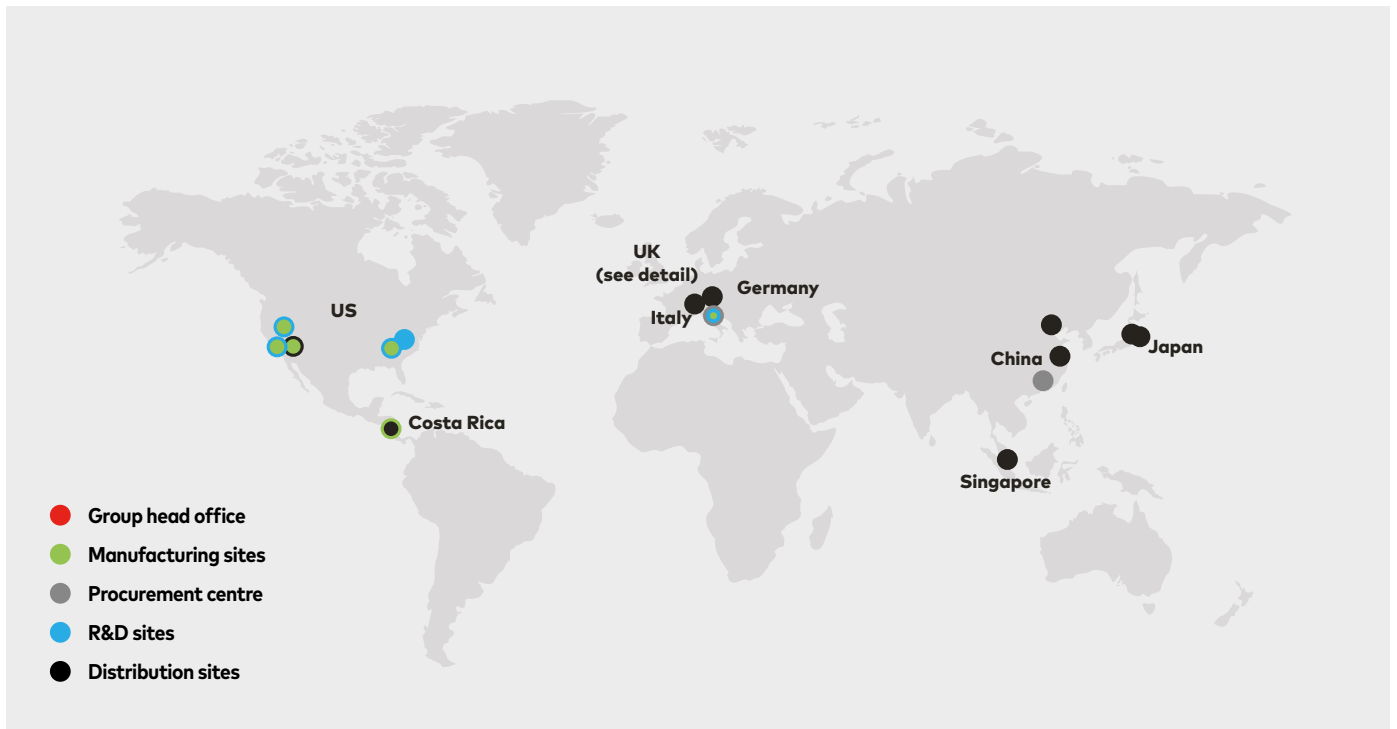 UK
(see detail)
Germany
US
Italy
Japan
China
Costa Rica
Singapore
Group head office
Manufacturing sites
Procurement centre
R&D sites
Distribution sites